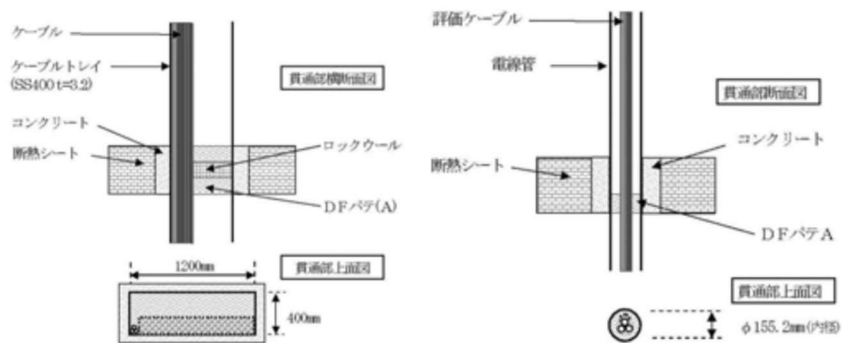 ケーブル
ケーブルトレイ
(SS400 t=3.2)
貫通部横断面図
コンクリート
断熱シート
ロックウール
DFパテ(A)
1200mm
貫通部上面図
400mm
評価ケーブル
電線管
貫通部断面図
コンクリート
断熱シート
DFパテA
貫通部上面図
φ155.2mm(内径)